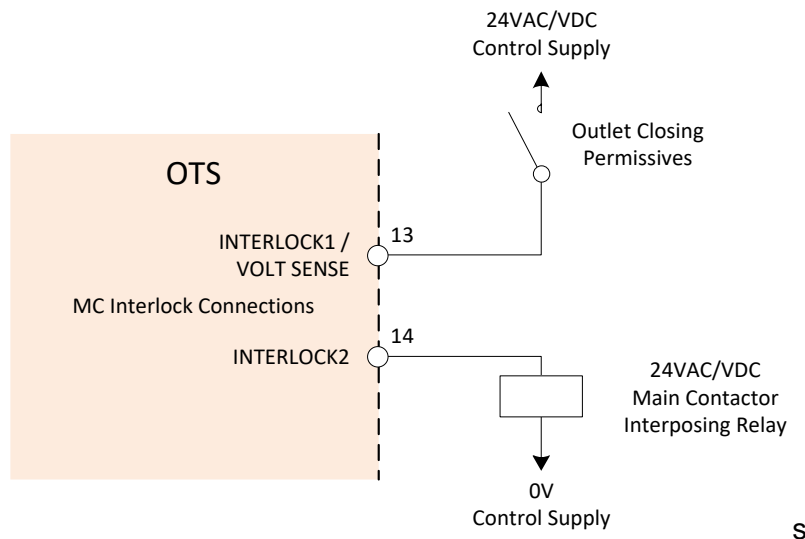 24VAC/VDC
Control Supply
Outlet Closing
Permissives
OTS
INTERLOCK1 /
VOLT SENSE
13
MC Interlock Connections
INTERLOCK2
14
24VAC/VDC
Main Contactor
Interposing Relay
0V
Control Supply
s